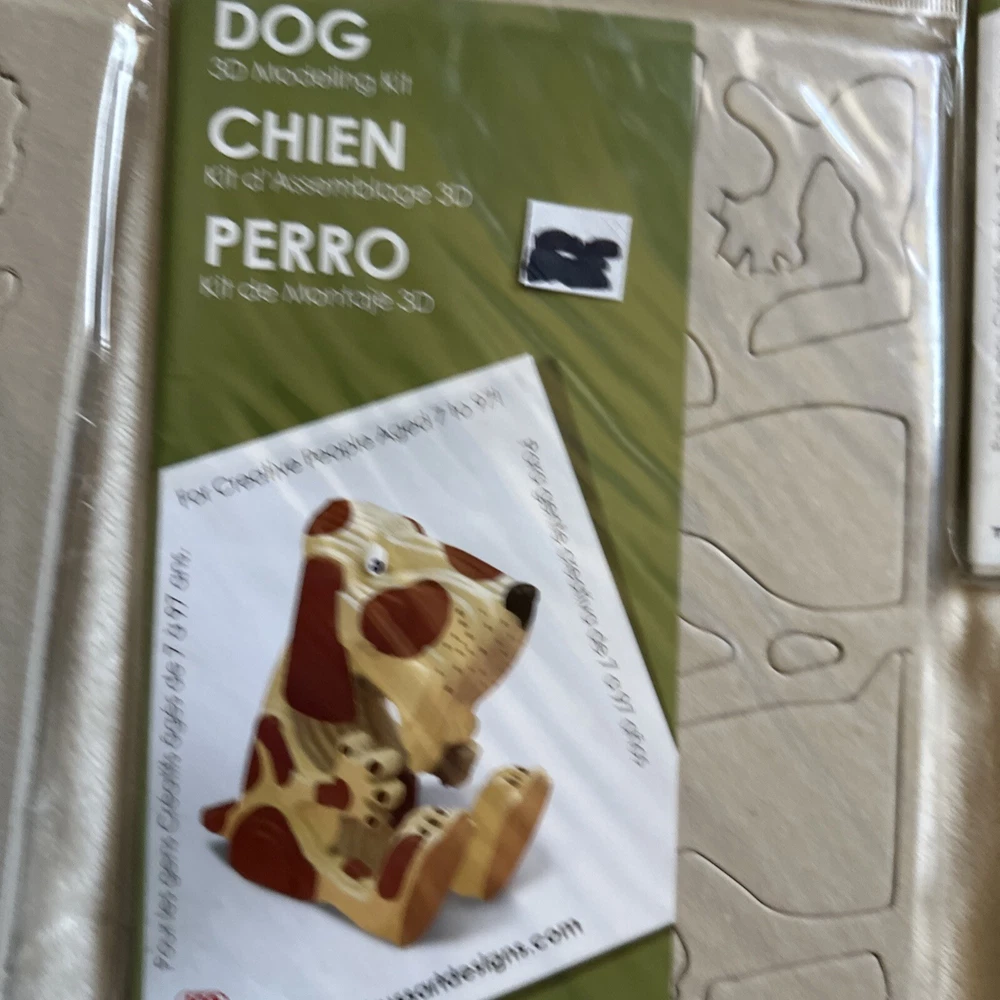 DOG
3D Modeling Kit
CHIEN
Kit d'Assemblage 3D
PERRO
Kit de Montaje 3D
For Creative People Aged 7 to 97!
Para gente creativa de 7 a 97 años.
Pour les gens Créatifs âgés de 7 à 97 ans.